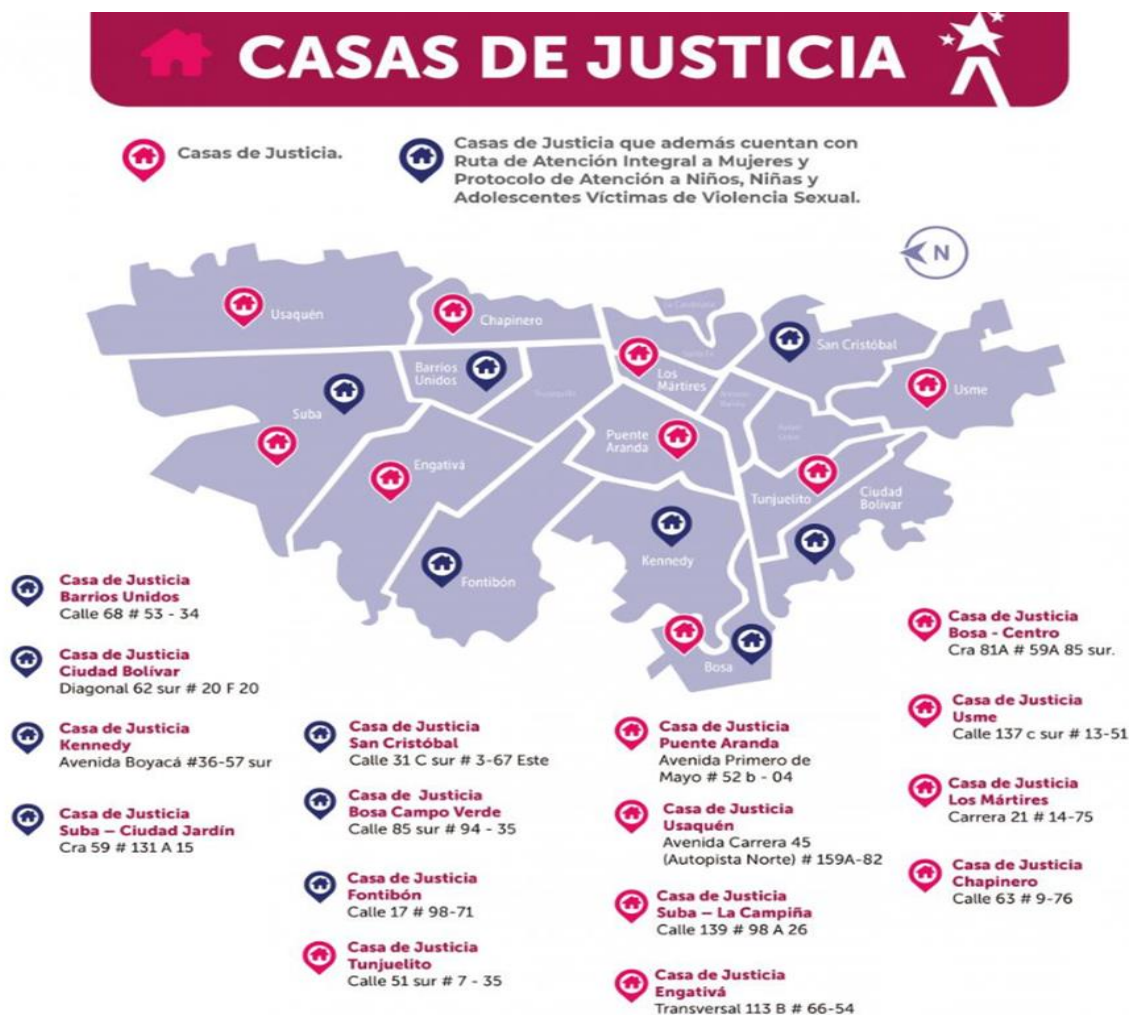 CASAS DE JUSTICIA
Casas de Justicia.
Casas de Justicia que además cuentan con
Ruta de Atención Integral a Mujeres y
Protocolo de Atención a Niños, Niñas y
Adolescentes Víctimas de Violencia Sexual.
N
Usaquén
Chapinero
San Cristóbal
Barrios
Unidos
Los
Mártires
Usme
Suba
Puente
Aranda
Engativá
Tunjuelito
Ciudad
Bolívar
Kennedy
Fontibón
Bosa
Casa de Justicia
Barrios Unidos
Calle 68 # 53 - 34
Casa de Justicia
Ciudad Bolívar
Diagonal 62 sur # 20 F 20
Casa de Justicia
Kennedy
Avenida Boyacá #36-57 sur
Casa de Justicia
Suba – Ciudad Jardín
Cra 59 # 131 A 15
Casa de Justicia
San Cristóbal
Calle 31 C sur # 3-67 Este
Casa de Justicia
Bosa Campo Verde
Calle 85 sur # 94 - 35
Casa de Justicia
Fontibón
Calle 17 # 98-71
Casa de Justicia
Tunjuelito
Calle 51 sur # 7 - 35
Casa de Justicia
Puente Aranda
Avenida Primero de
Mayo # 52 b - 04
Casa de Justicia
Usaquén
Avenida Carrera 45
(Autopista Norte) # 159A-82
Casa de Justicia
Suba – La Campiña
Calle 139 # 98 A 26
Casa de Justicia
Engativá
Transversal 113 B # 66-54
Casa de Justicia
Bosa - Centro
Cra 81A # 59A 85 sur.
Casa de Justicia
Usme
Calle 137 c sur # 13-51
Casa de Justicia
Los Mártires
Carrera 21 # 14-75
Casa de Justicia
Chapinero
Calle 63 # 9-76